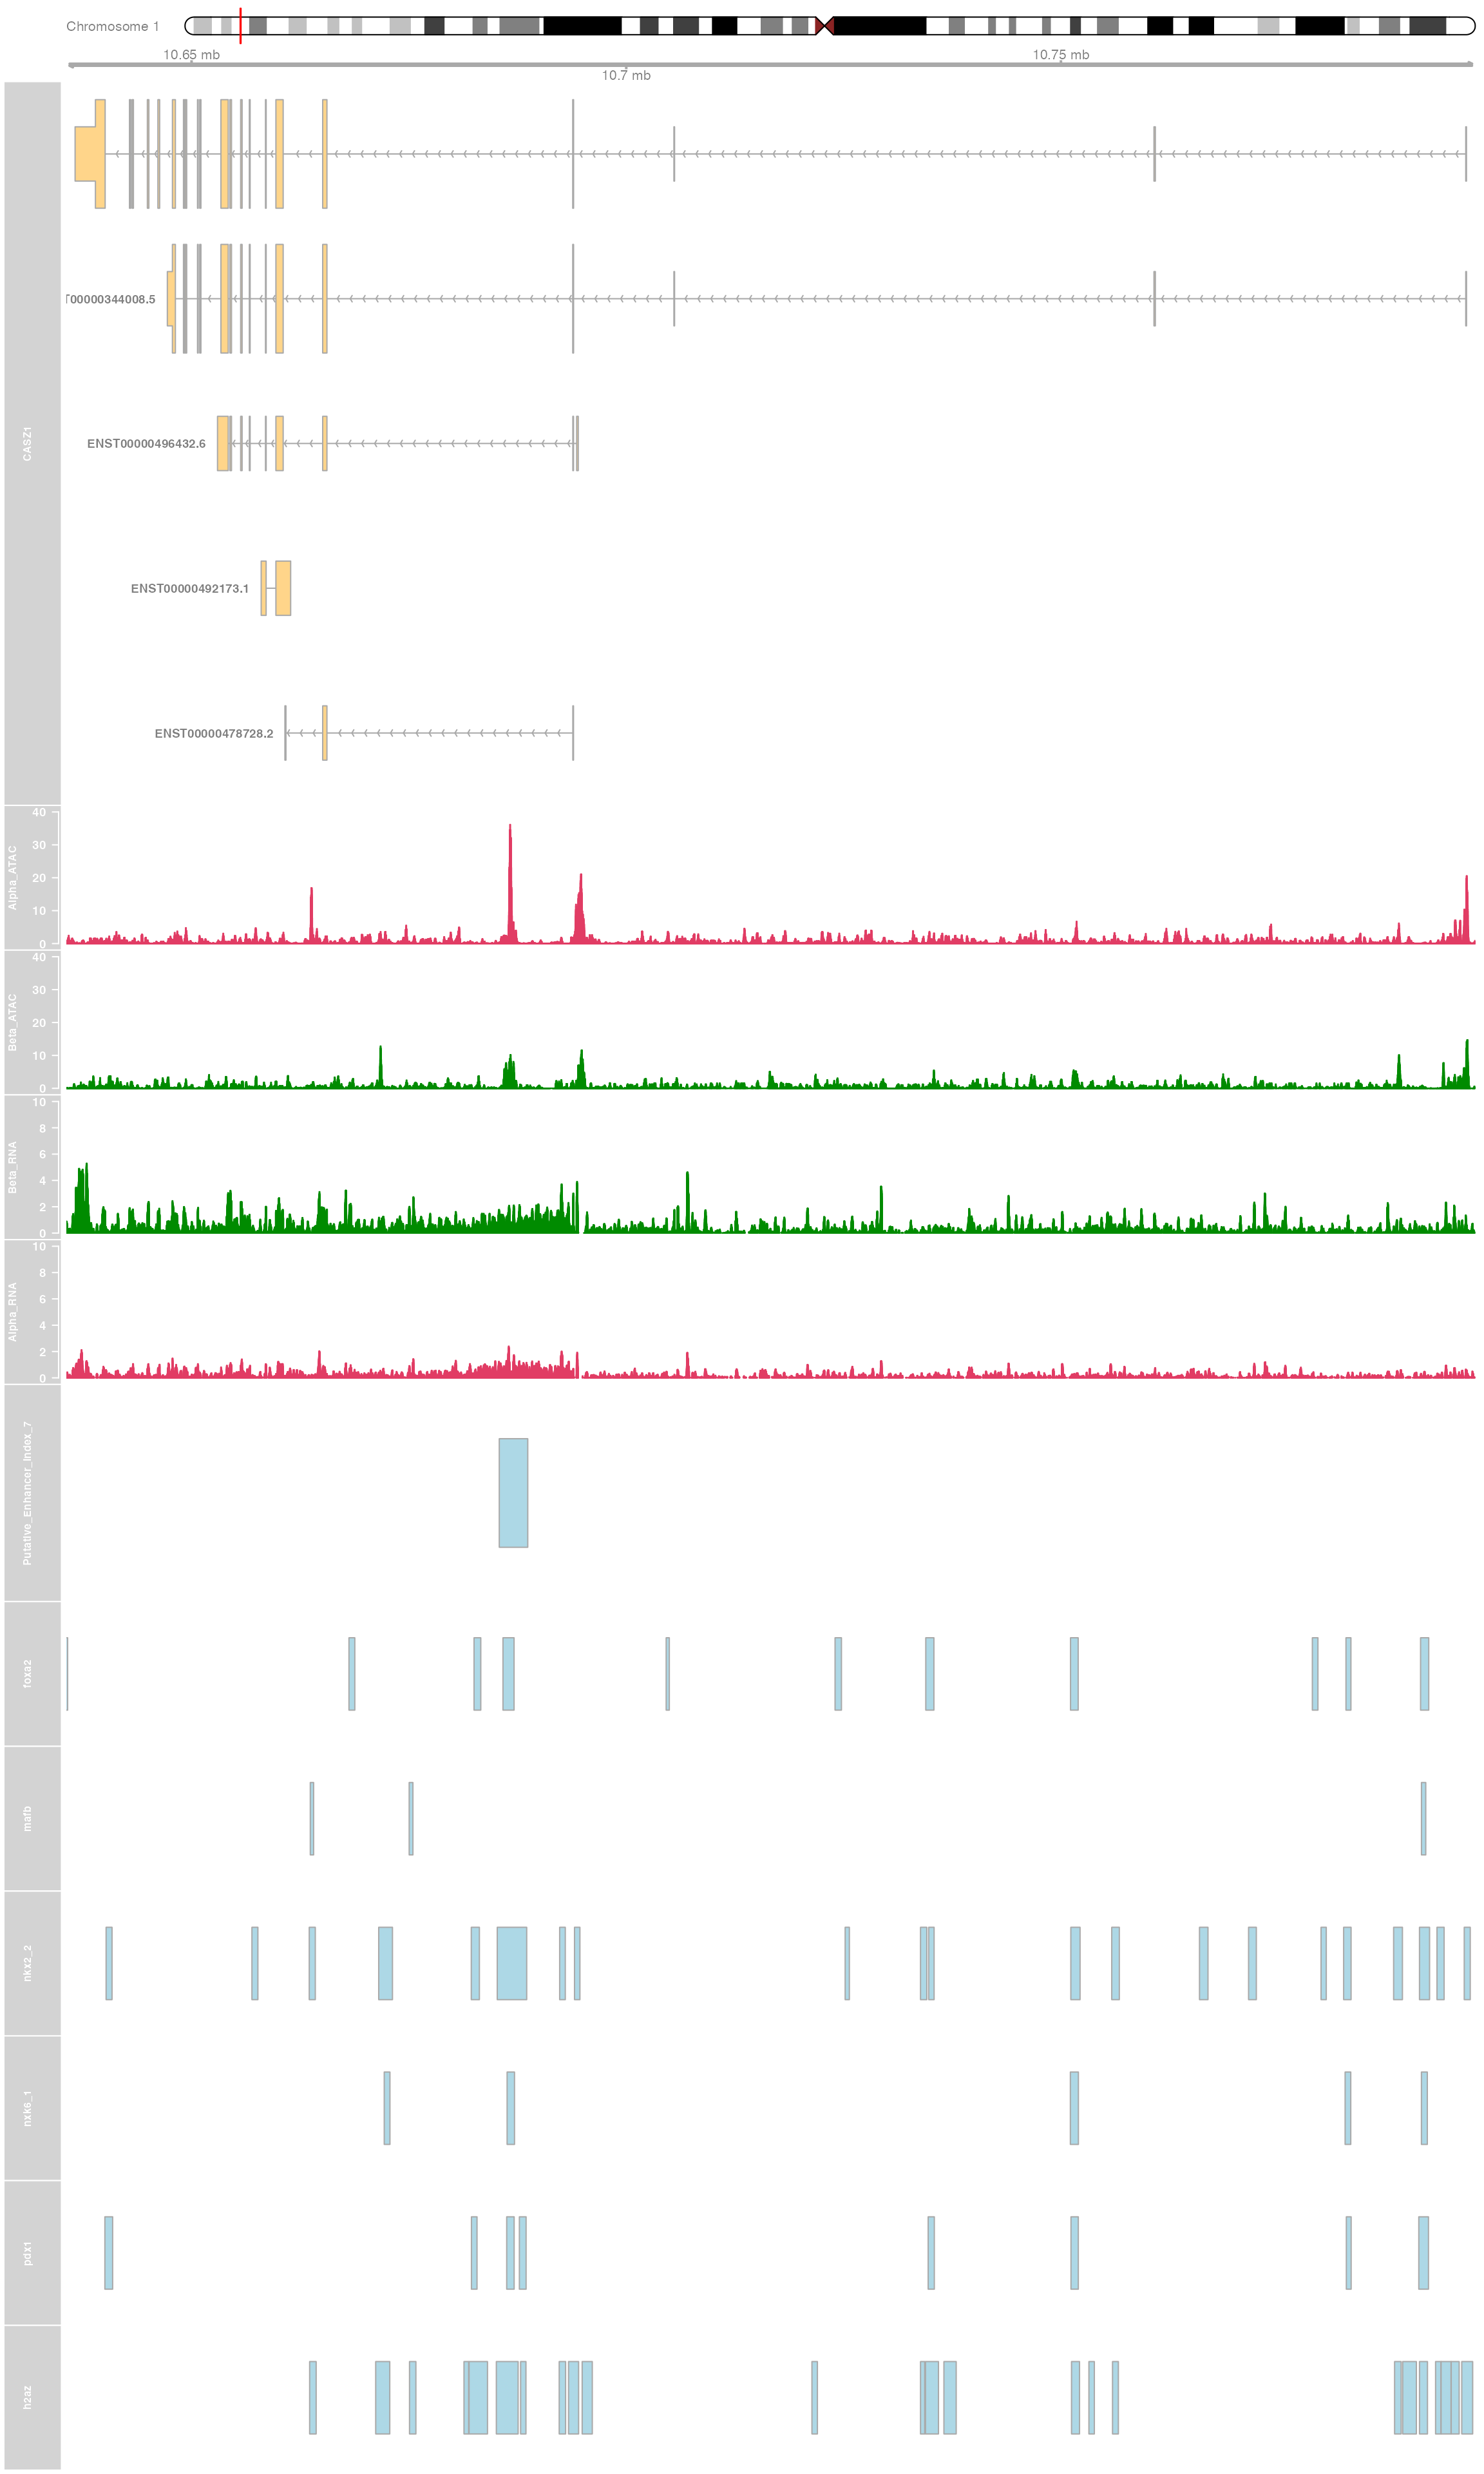 Chromosome 1
10.65 mb
10.75 mb
10.7 mb
CASZ1
T00000344008.5
ENST00000496432.6
ENST00000492173.1
ENST00000478728.2
Alpha_ATAC
40
30
20
10
0
Beta_ATAC
40
30
20
10
0
Beta_RNA
10
8
6
4
2
0
Alpha_RNA
10
8
6
4
2
0
Putative_Enhancer_Index_7
foxa2
mafb
nkx2_2
nxk6_1
pdx1
h2az